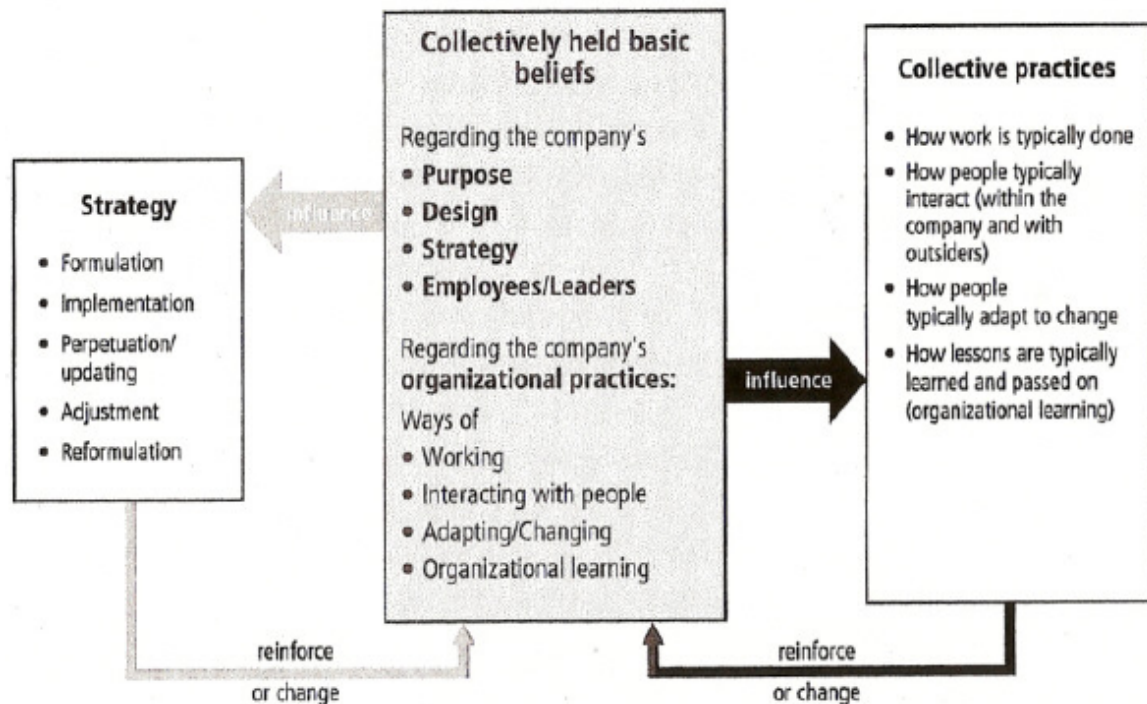 Strategy
• Formulation
• Implementation
• Perpetuation/
updating
• Adjustment
• Reformulation
influence
Collectively held basic
beliefs
Regarding the company's
• Purpose
• Design
• Strategy
• Employees/Leaders
Regarding the company's
organizational practices:
Ways of
• Working
• Interacting with people
• Adapting/Changing
• Organizational learning
influence
Collective practices
• How work is typically done
• How people typically
interact (within the
company and with
outsiders)
• How people
typically adapt to change
• How lessons are typically
learned and passed on
(organizational learning)
reinforce
or change
reinforce
or change